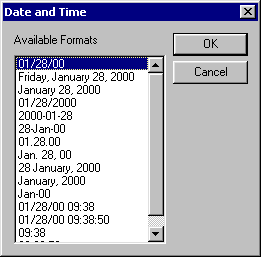 Date and Time
Available Formats
OK
Cancel
01/28/00
Friday, January 28, 2000
January 28, 2000
01/28/2000
2000-01-28
28-Jan-00
01.28.00
Jan. 28, 00
28 January, 2000
January, 2000
Jan-00
01/28/00 09:38
01/28/00 09:38:50
09:38